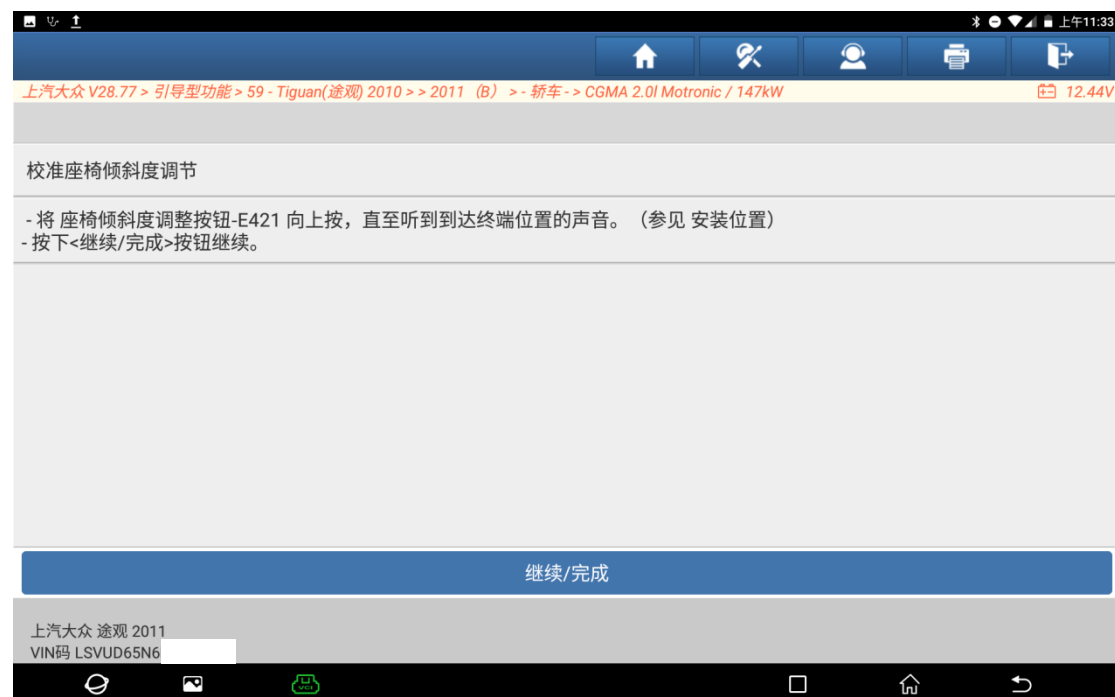 上午11:33
上汽大众 V28.77 > 引导型功能 > 59 - Tiguan(途观) 2010 > > 2011（B） > - 轿车 - > CGMA 2.0l Motronic / 147kW 12.44V
校准座椅倾斜度调节
- 将 座椅倾斜度调整按钮-E421 向上按，直至听到到达终端位置的声音。（参见 安装位置）
- 按下<继续/完成>按钮继续。
继续/完成
上汽大众 途观 2011
VIN码 LSVUD65N6
VCI